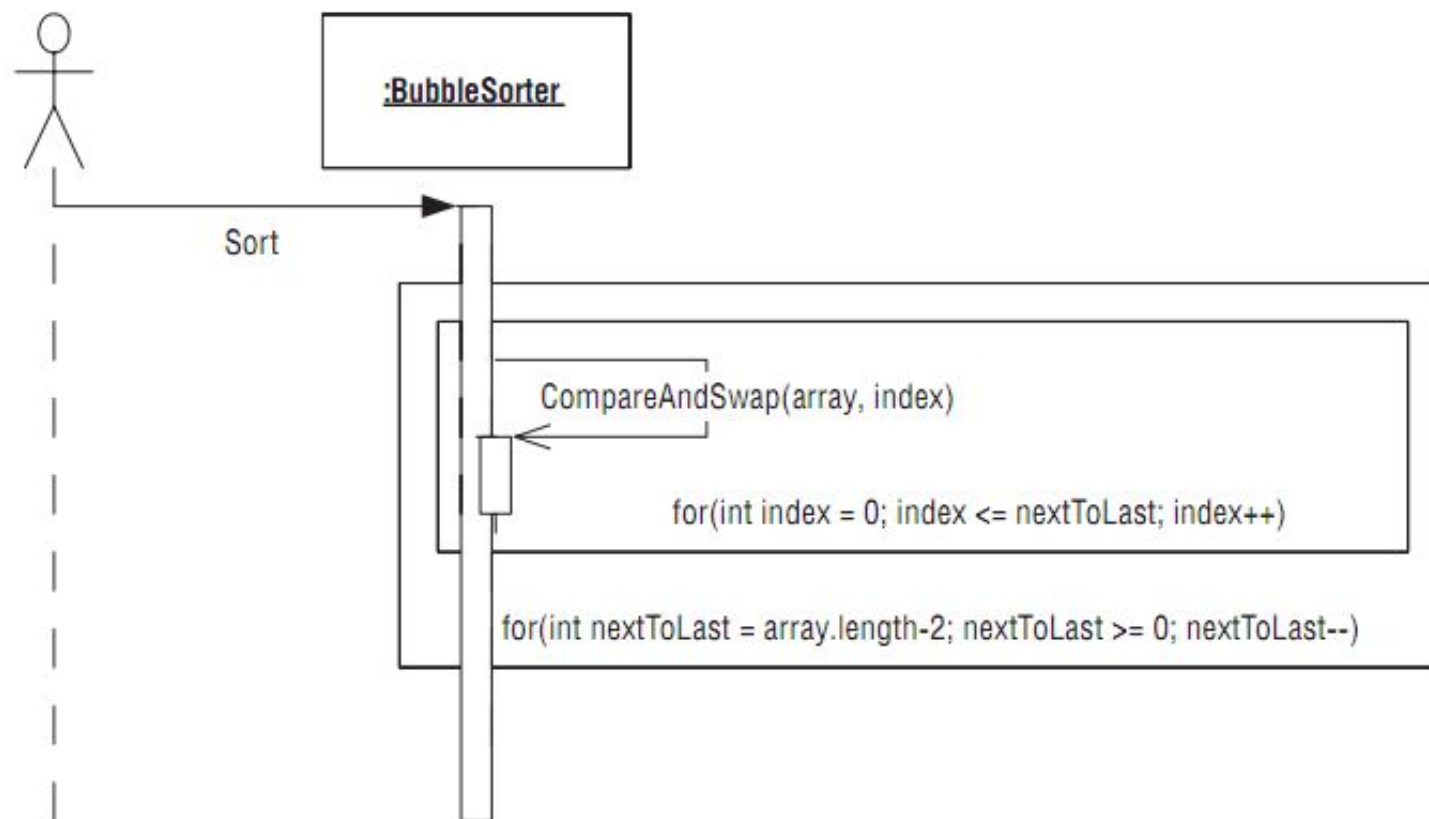 :BubbleSorter
Sort
CompareAndSwap(array, index)
for(int index = 0; index <= nextToLast; index++)
for(int nextToLast = array.length-2; nextToLast >= 0; nextToLast--)